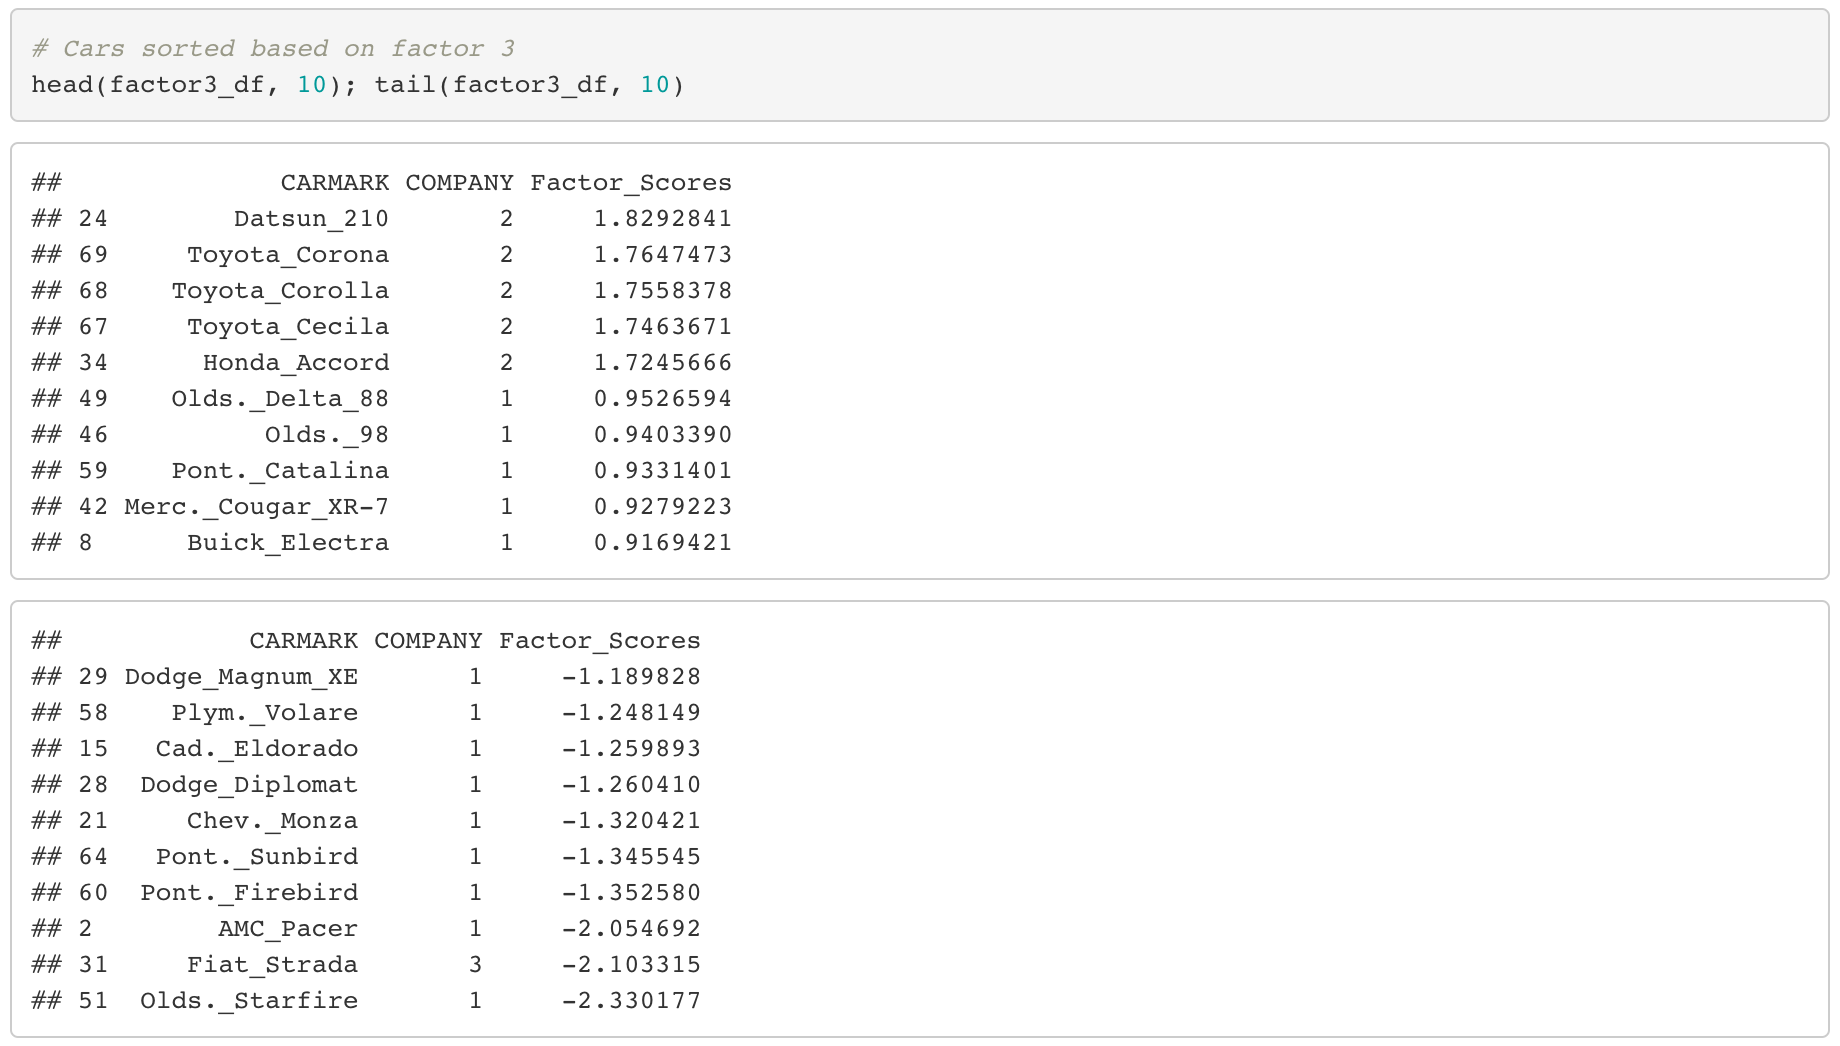 # Cars sorted based on factor 3
head(factor3_df, 10); tail(factor3_df, 10)
##              CARMARK COMPANY Factor_Scores
## 24        Datsun_210       2     1.8292841
## 69     Toyota_Corona       2     1.7647473
## 68    Toyota_Corolla       2     1.7558378
## 67     Toyota_Cecila       2     1.7463671
## 34      Honda_Accord       2     1.7245666
## 49    Olds._Delta_88       1     0.9526594
## 46          Olds._98       1     0.9403390
## 59    Pont._Catalina       1     0.9331401
## 42 Merc._Cougar_XR-7       1     0.9279223
## 8      Buick_Electra       1     0.9169421
##            CARMARK COMPANY Factor_Scores
## 29 Dodge_Magnum_XE       1     -1.189828
## 58    Plym._Volare       1     -1.248149
## 15   Cad._Eldorado       1     -1.259893
## 28  Dodge_Diplomat       1     -1.260410
## 21     Chev._Monza       1     -1.320421
## 64   Pont._Sunbird       1     -1.345545
## 60  Pont._Firebird       1     -1.352580
## 2        AMC_Pacer       1     -2.054692
## 31     Fiat_Strada       3     -2.103315
## 51  Olds._Starfire       1     -2.330177